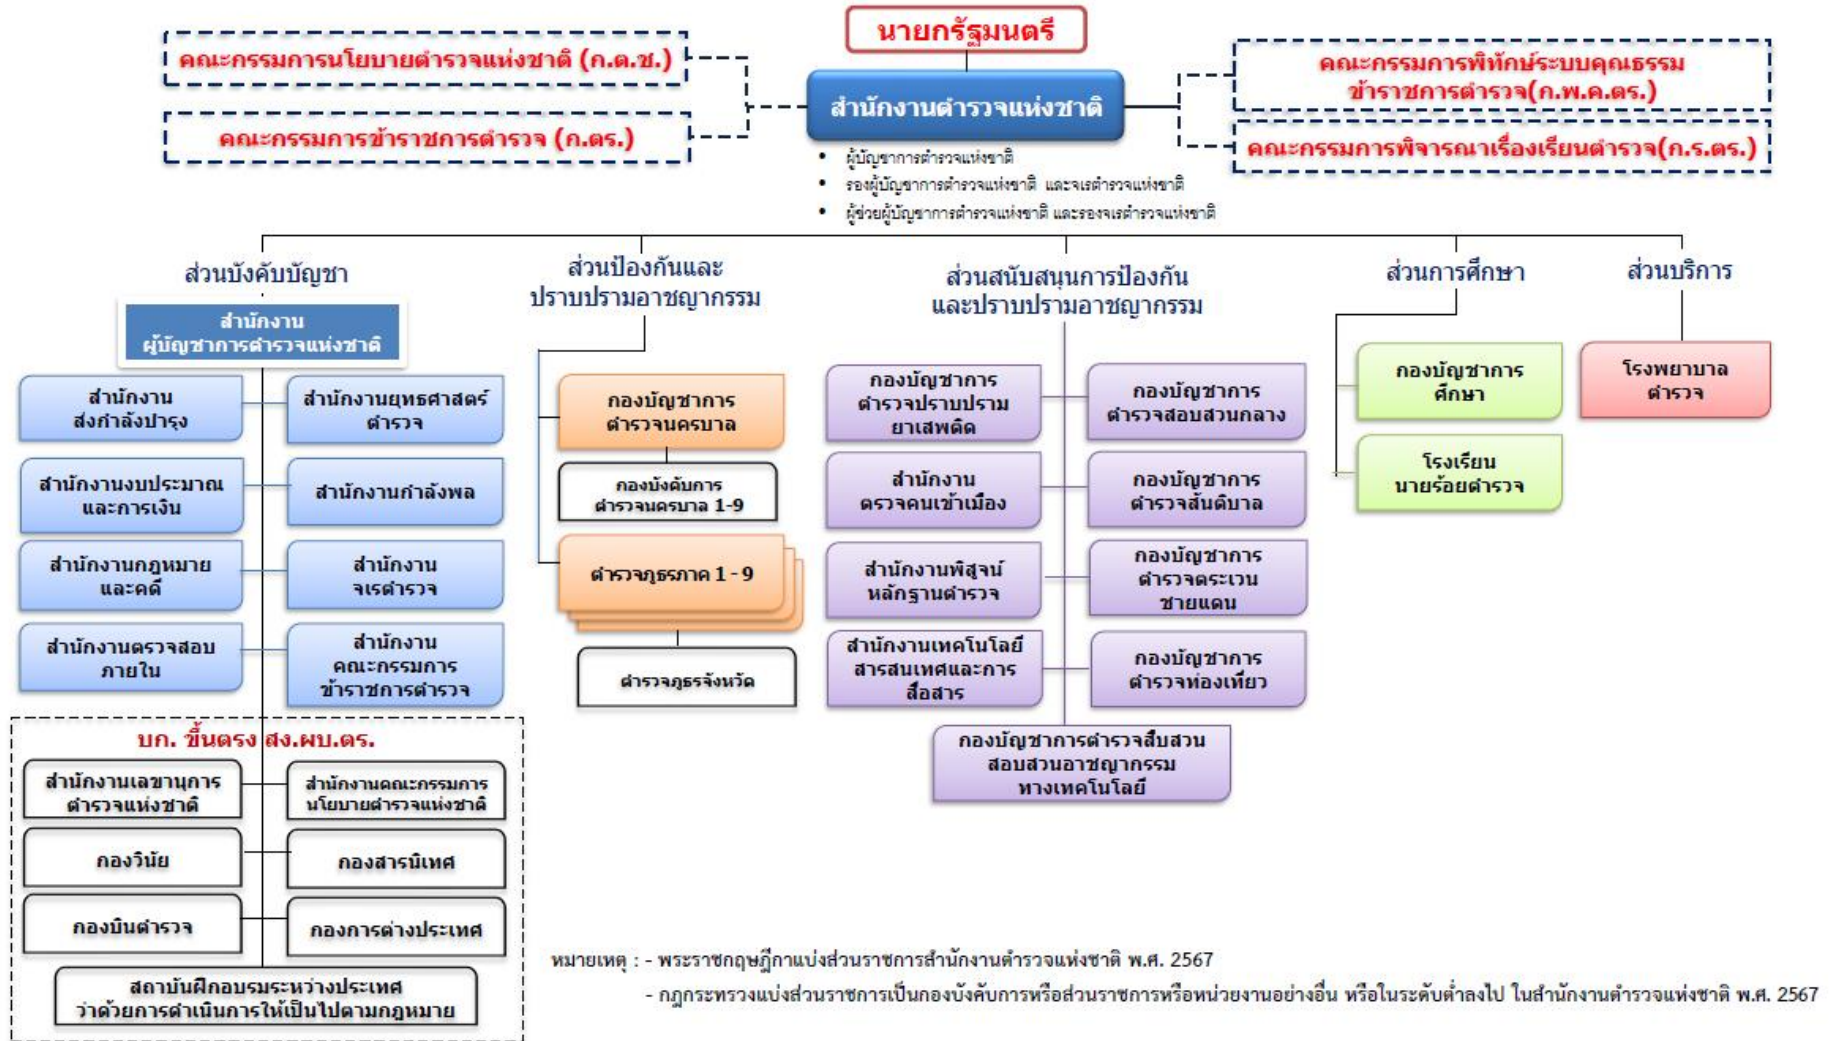 นายกรัฐมนตรี
คณะกรรมการนโยบายตำรวจแห่งชาติ (ก.ต.ช.)
คณะกรรมการข้าราชการตำรวจ (ก.ตร.)
สำนักงานตำรวจแห่งชาติ
คณะกรรมการพิทักษ์ระบบคุณธรรม
ข้าราชการตำรวจ(ก.พ.ค.ตร.)
คณะกรรมการพิจารณาเรื่องเรียนตำรวจ(ก.ร.ตร.)
• ผู้บัญชาการตำรวจแห่งชาติ
• รองผู้บัญชาการตำรวจแห่งชาติ และจเรตำรวจแห่งชาติ
• ผู้ช่วยผู้บัญชาการตำรวจแห่งชาติ และรองจเรตำรวจแห่งชาติ
ส่วนบังคับบัญชา
สำนักงาน
ผู้บัญชาการตำรวจแห่งชาติ
สำนักงาน
ส่งกำลังบำรุง
สำนักงานยุทธศาสตร์
ตำรวจ
สำนักงานงบประมาณ
และการเงิน
สำนักงานกำลังพล
สำนักงานกฎหมาย
และคดี
สำนักงาน
จเรตำรวจ
สำนักงานตรวจสอบ
ภายใน
สำนักงาน
คณะกรรมการ
ข้าราชการตำรวจ
บก. ขึ้นตรง สง.ผบ.ตร.
สำนักงานเลขานุการ
ตำรวจแห่งชาติ
สำนักงานคณะกรรมการ
นโยบายตำรวจแห่งชาติ
กองวินัย
กองสารนิเทศ
กองบินตำรวจ
กองการต่างประเทศ
สถาบันฝึกอบรมระหว่างประเทศ
ว่าด้วยการดำเนินการให้เป็นไปตามกฎหมาย
ส่วนป้องกันและ
ปราบปรามอาชญากรรม
กองบัญชาการ
ตำรวจนครบาล
กองบังคับการ
ตำรวจนครบาล 1-9
ตำรวจภูธรภาค 1 - 9
ตำรวจภูธรจังหวัด
ส่วนสนับสนุนการป้องกัน
และปราบปรามอาชญากรรม
กองบัญชาการ
ตำรวจปราบปราม
ยาเสพติด
กองบัญชาการ
ตำรวจสอบสวนกลาง
สำนักงาน
ตรวจคนเข้าเมือง
กองบัญชาการ
ตำรวจสันติบาล
สำนักงานพิสูจน์
หลักฐานตำรวจ
กองบัญชาการ
ตำรวจตระเวน
ชายแดน
สำนักงานเทคโนโลยี
สารสนเทศและการ
สื่อสาร
กองบัญชาการ
ตำรวจท่องเที่ยว
กองบัญชาการตำรวจสืบสวน
สอบสวนอาชญากรรม
ทางเทคโนโลยี
ส่วนการศึกษา
กองบัญชาการ
ศึกษา
โรงเรียน
นายร้อยตำรวจ
ส่วนบริการ
โรงพยาบาล
ตำรวจ
หมายเหตุ : - พระราชกฤษฎีกาแบ่งส่วนราชการสำนักงานตำรวจแห่งชาติ พ.ศ. 2567
- กฎกระทรวงแบ่งส่วนราชการเป็นกองบังคับการหรือส่วนราชการหรือหน่วยงานอย่างอื่น หรือในระดับต่ำลงไป ในสำนักงานตำรวจแห่งชาติ พ.ศ. 2567